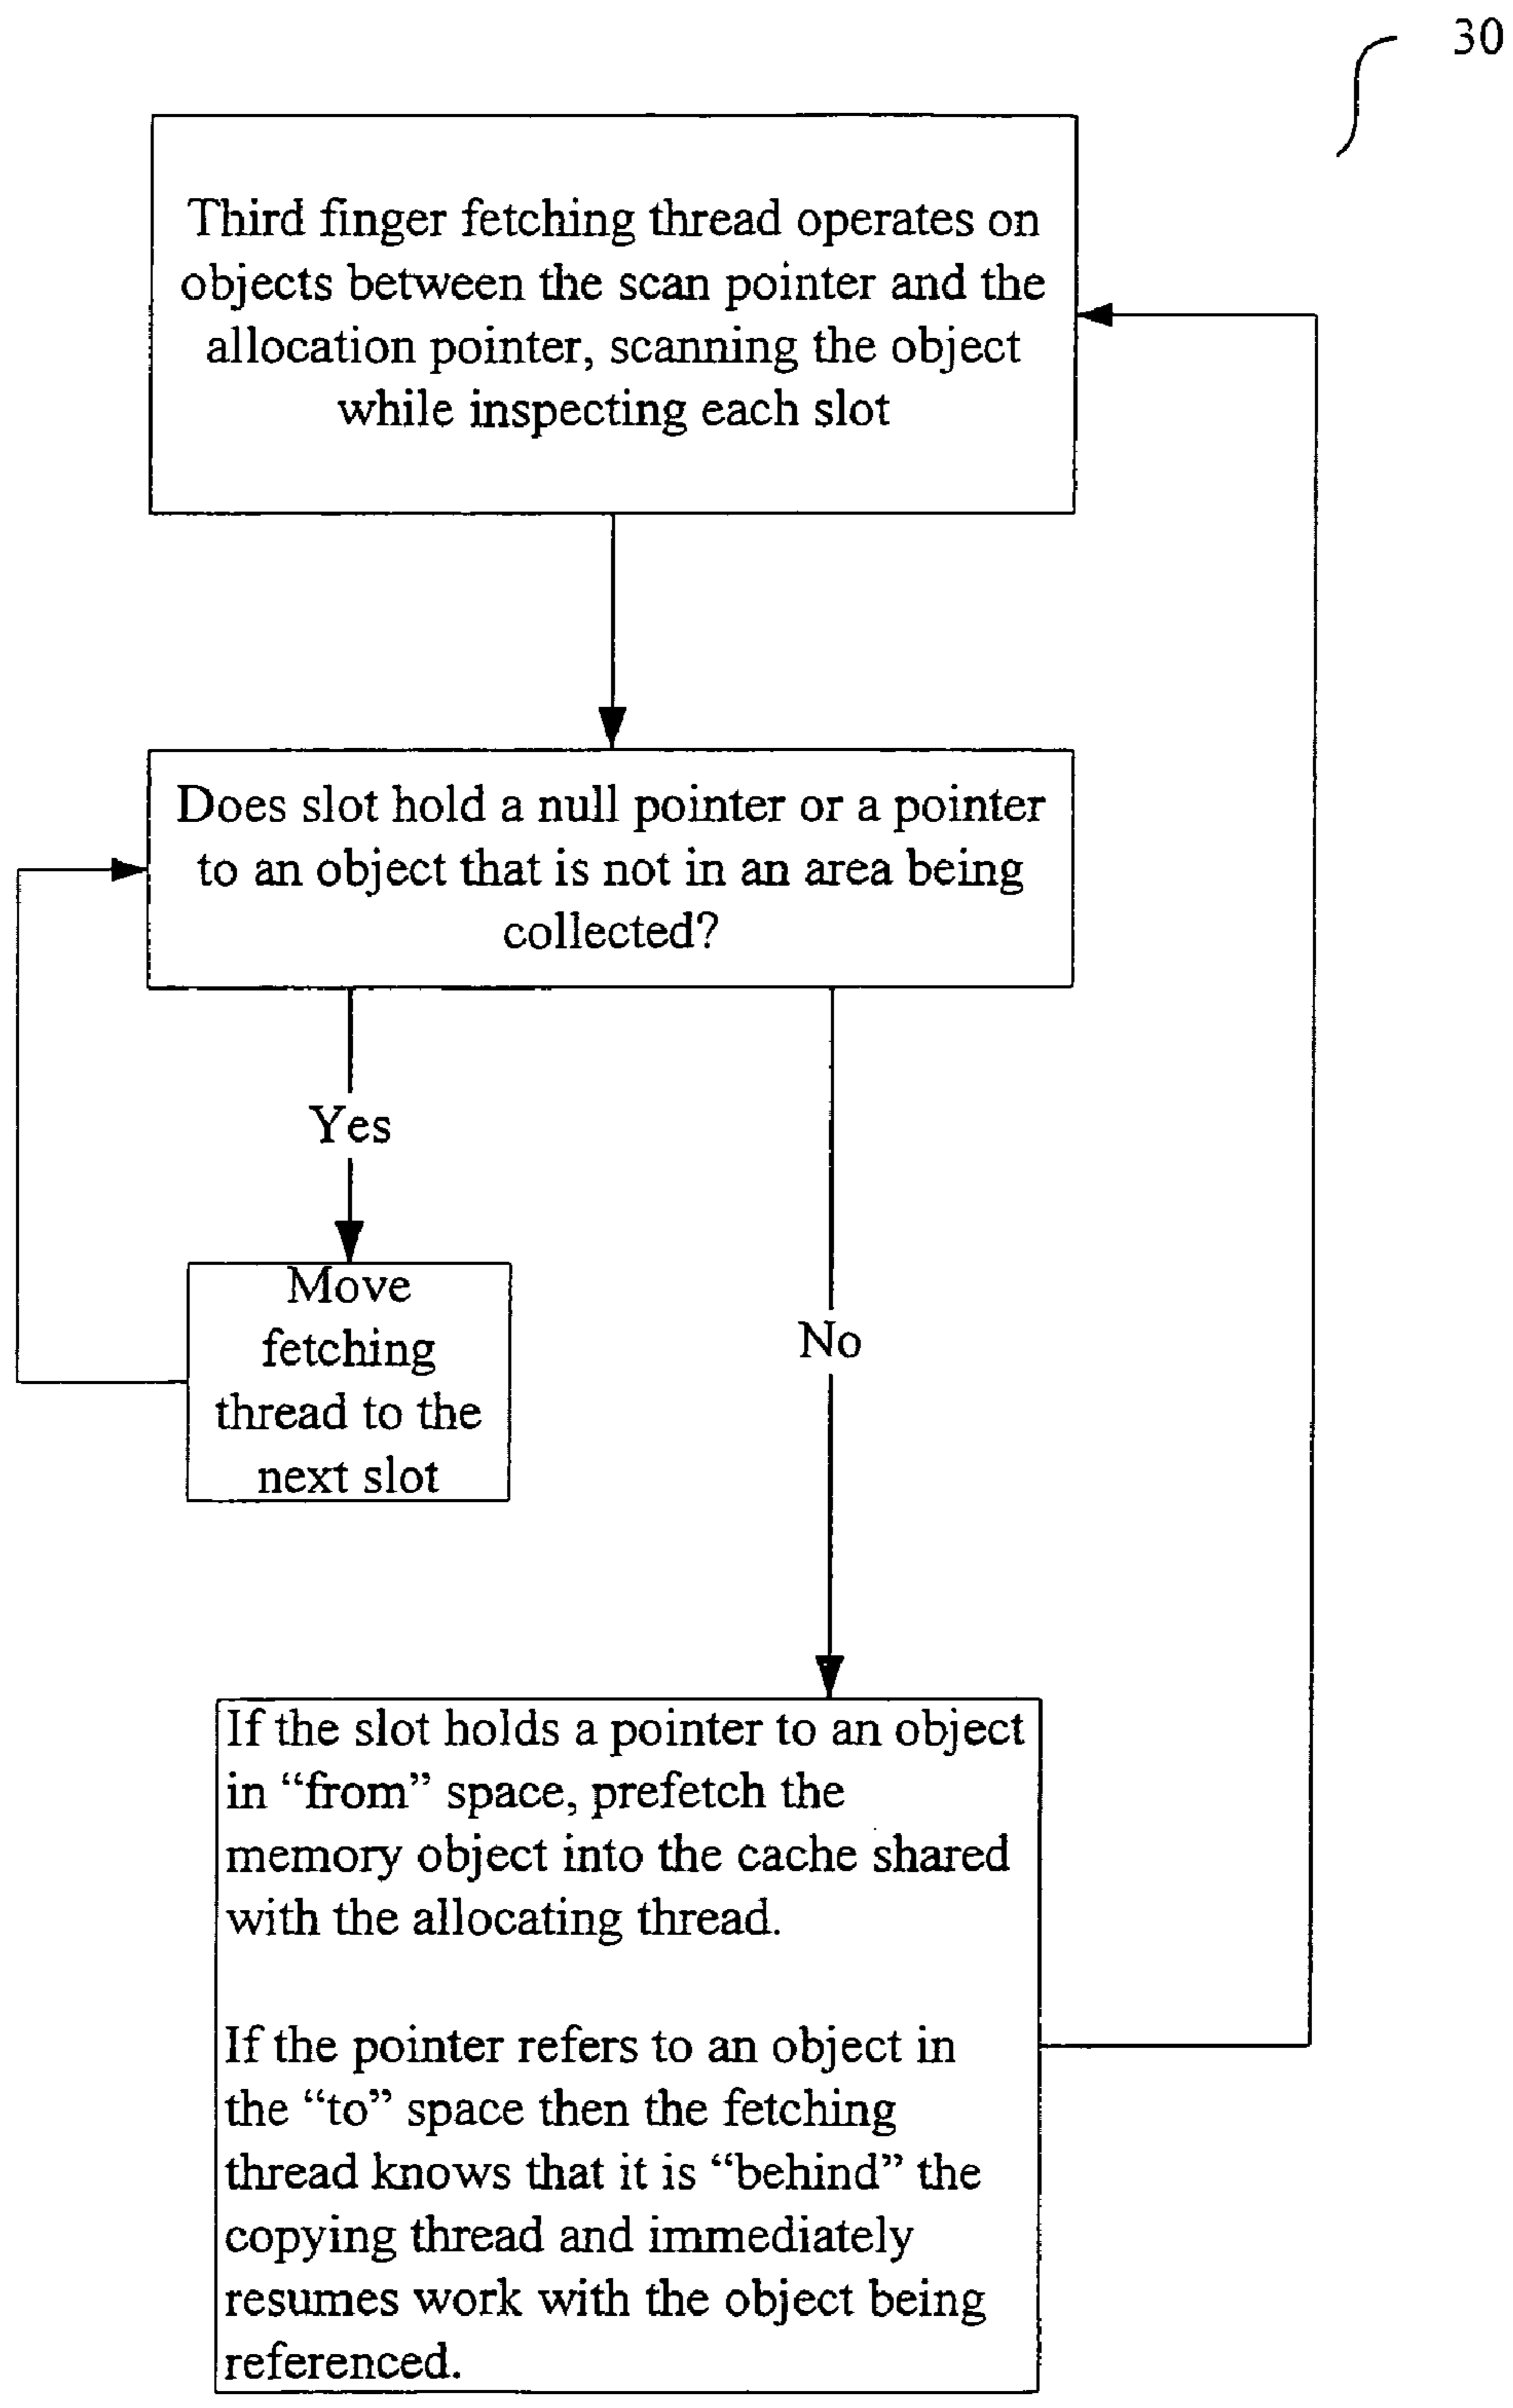 30
Third finger fetching thread operates on
objects between the scan pointer and the
allocation pointer, scanning the object
while inspecting each slot
Does slot hold a null pointer or a pointer
to an object that is not in an area being
collected?
Yes
No
Move
fetching
thread to the
next slot
If the slot holds a pointer to an object
in “from” space, prefetch the
memory object into the cache shared
with the allocating thread.
If the pointer refers to an object in
the “to” space then the fetching
thread knows that it is “behind” the
copying thread and immediately
resumes work with the object being
referenced.